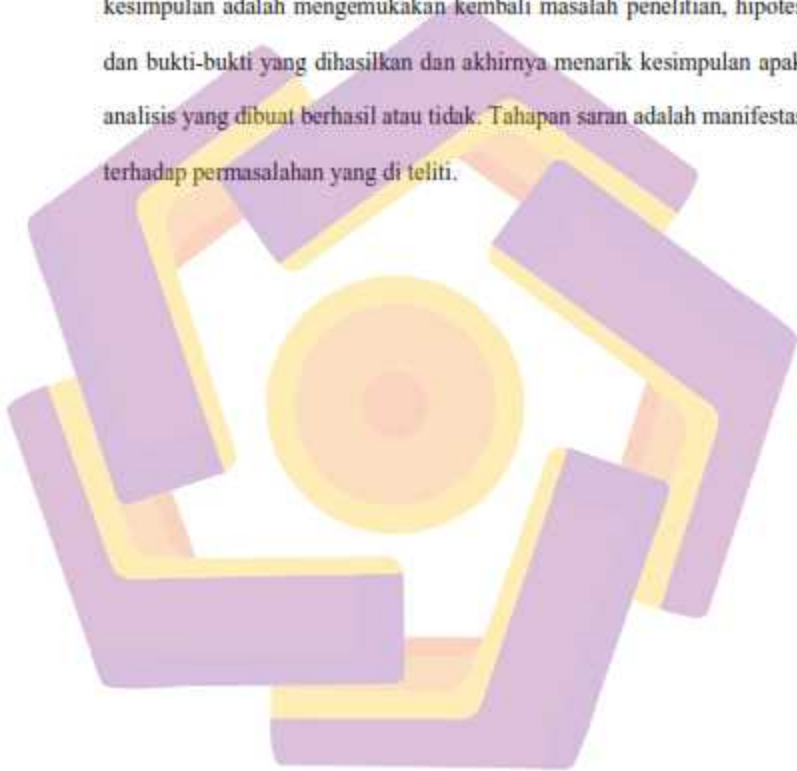 kesimpulan adalah mengemukakan kembali masalah penelitian, hipote
dan bukti-bukti yang dihasilkan dan akhirnya menarik kesimpulan apak
analisis yang dibuat berhasil atau tidak. Tahapan saran adalah manifestas
terhadap permasalahan yang di teliti.